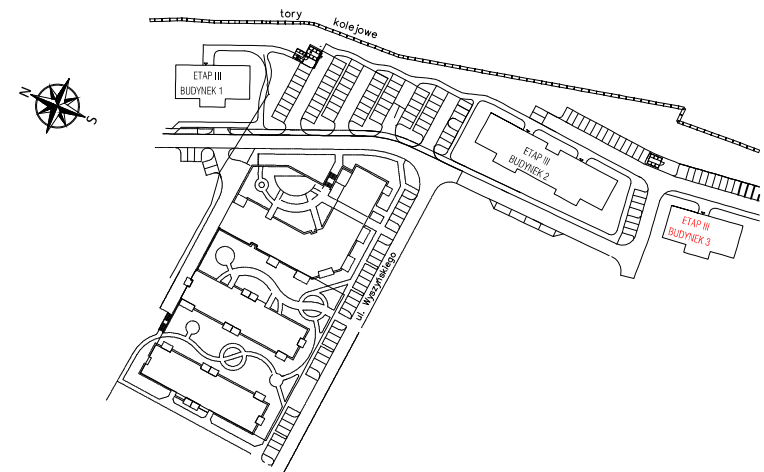 tory kolejowe
ETAP III
BUDYNEK 1
N
S
ETAP III
BUDYNEK 2
ETAP III
BUDYNEK 3
ul. Wyszyńskiego